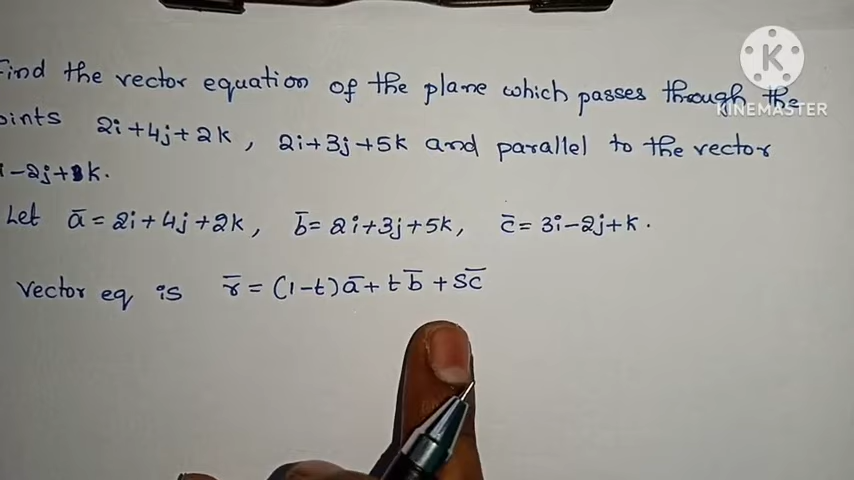 Find the vector equation of the plane which passes through the
oints 2i+4j+2k, 2i+3j+5k and parallel to the vector
i-2j+k.
Let ā = 2i+4j+2k, b̄ = 2i+3j+5k, c̄ = 3i-2j+k.
Vector eq is r̄ = (1-t)ā + t b̄ + s c̄
K
KINEMASTER